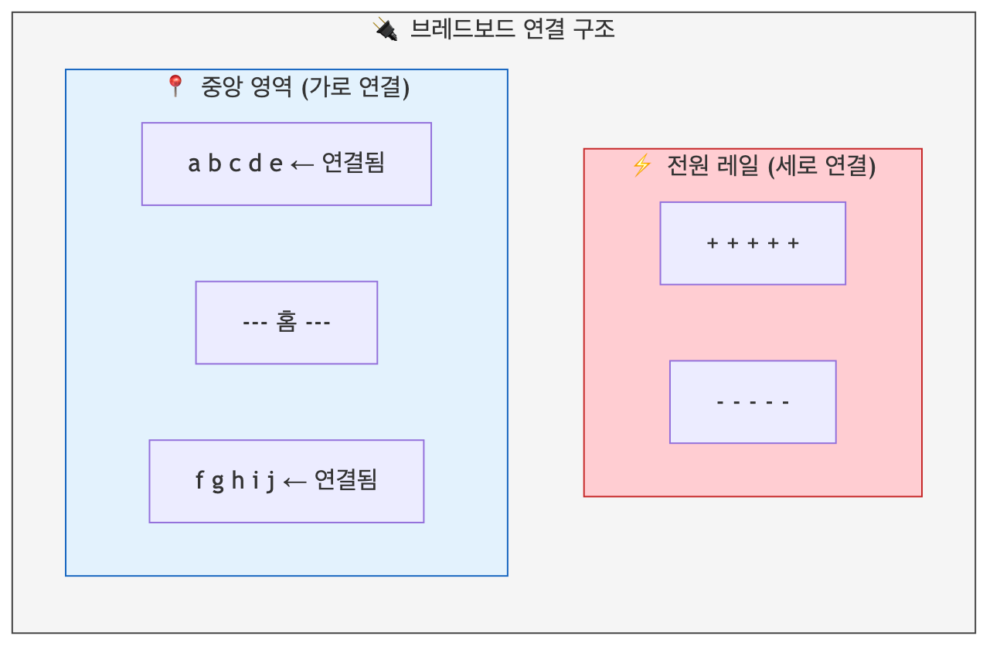 🔌 브레드보드 연결 구조
📍 중앙 영역 (가로 연결)
a b c d e ← 연결됨
--- 홈 ---
f g h i j ← 연결됨
⚡ 전원 레일 (세로 연결)
+ + + + +
- - - - -